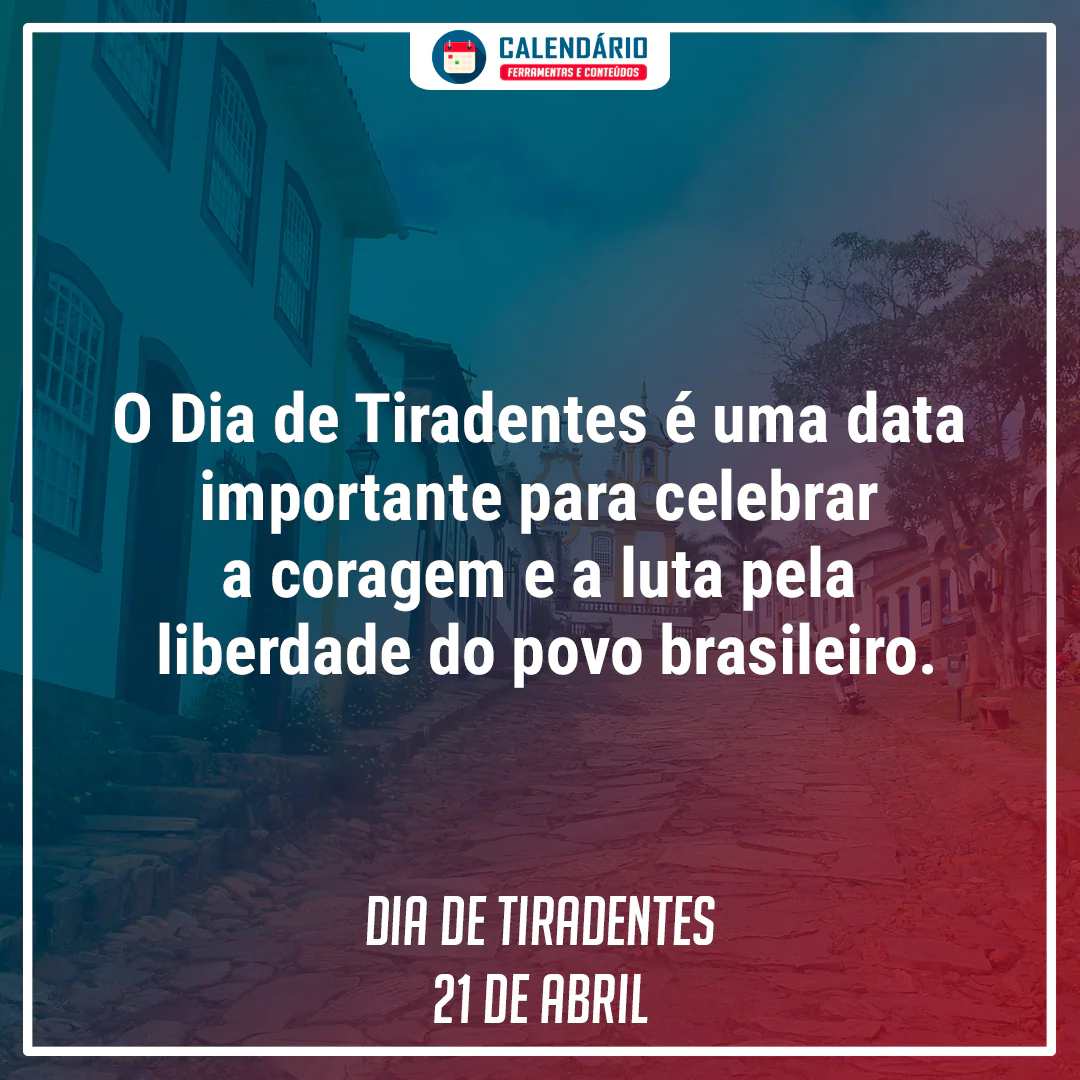 CALENDÁRIO
FERRAMENTAS E CONTEÚDOS
O Dia de Tiradentes é uma data
importante para celebrar
a coragem e a luta pela
liberdade do povo brasileiro.
DIA DE TIRADENTES
21 DE ABRIL